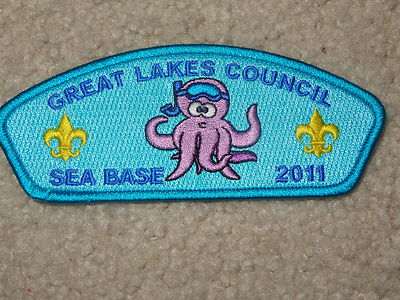 GREAT LAKES COUNCIL
SEA BASE 2011